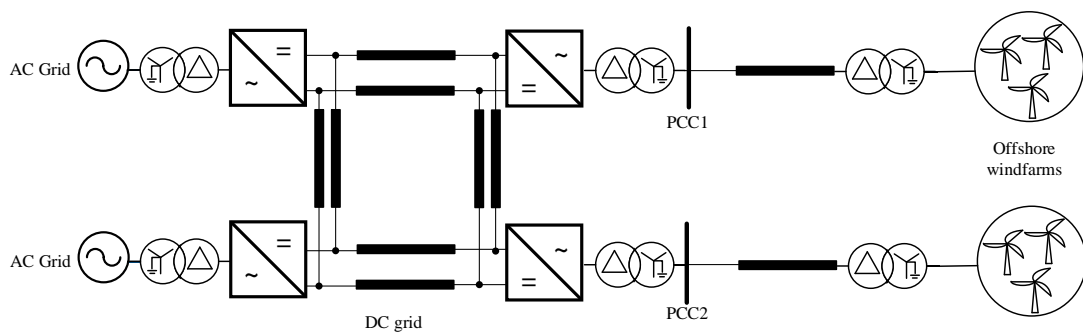 AC Grid
PCC1
Offshore
windfarms
AC Grid
PCC2
DC grid